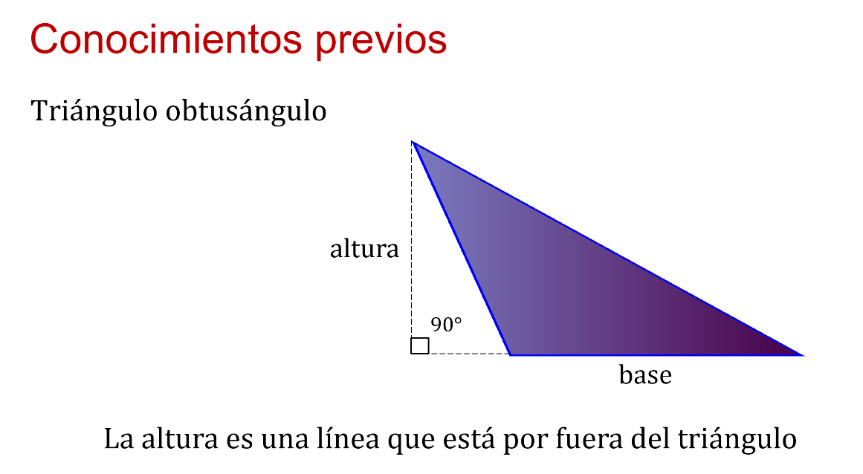 Conocimientos previos
Triángulo obtusángulo
altura
90°
base
La altura es una línea que está por fuera del triángulo